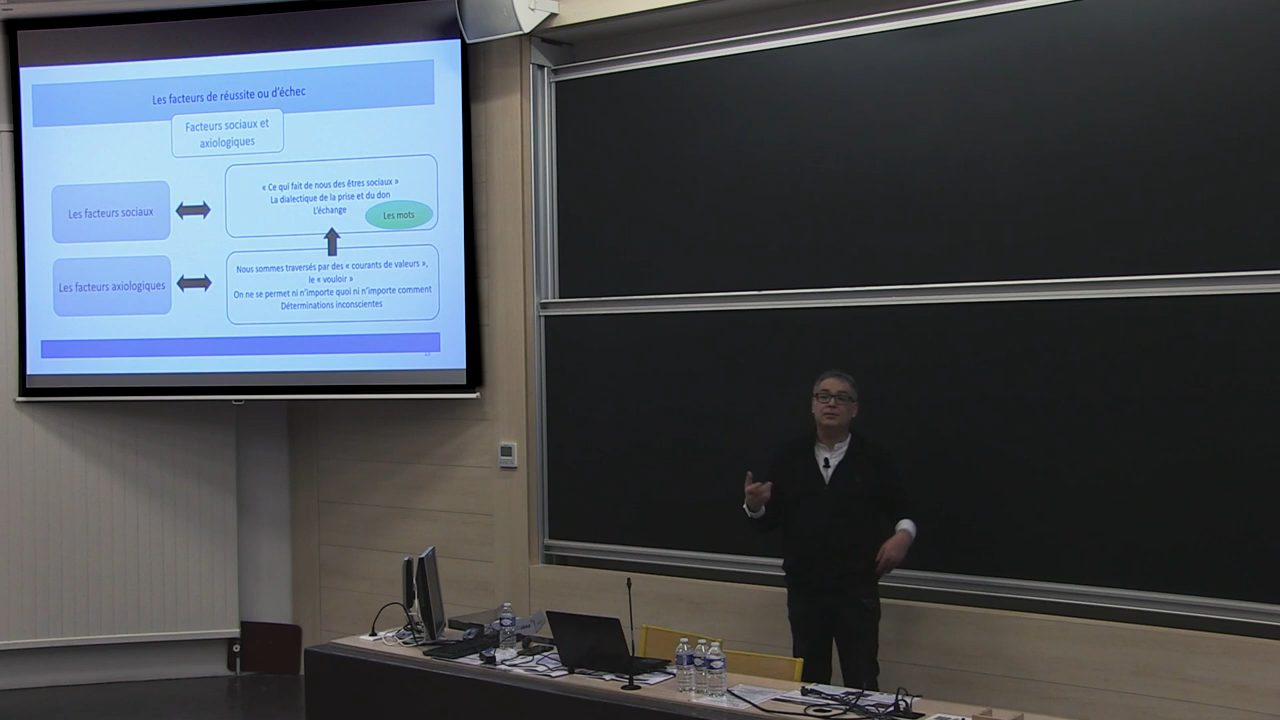 Les facteurs de réussite ou d'échec
Facteurs sociaux et
axiologiques
Les facteurs sociaux
« Ce qui fait de nous des êtres sociaux »
La dialectique de la prise et du don
L'échange
Les mots
Les facteurs axiologiques
Nous sommes traversés par des « courants de valeurs »,
le « vouloir »
On ne se permet ni n'importe quoi ni n'importe comment
Déterminations inconscientes